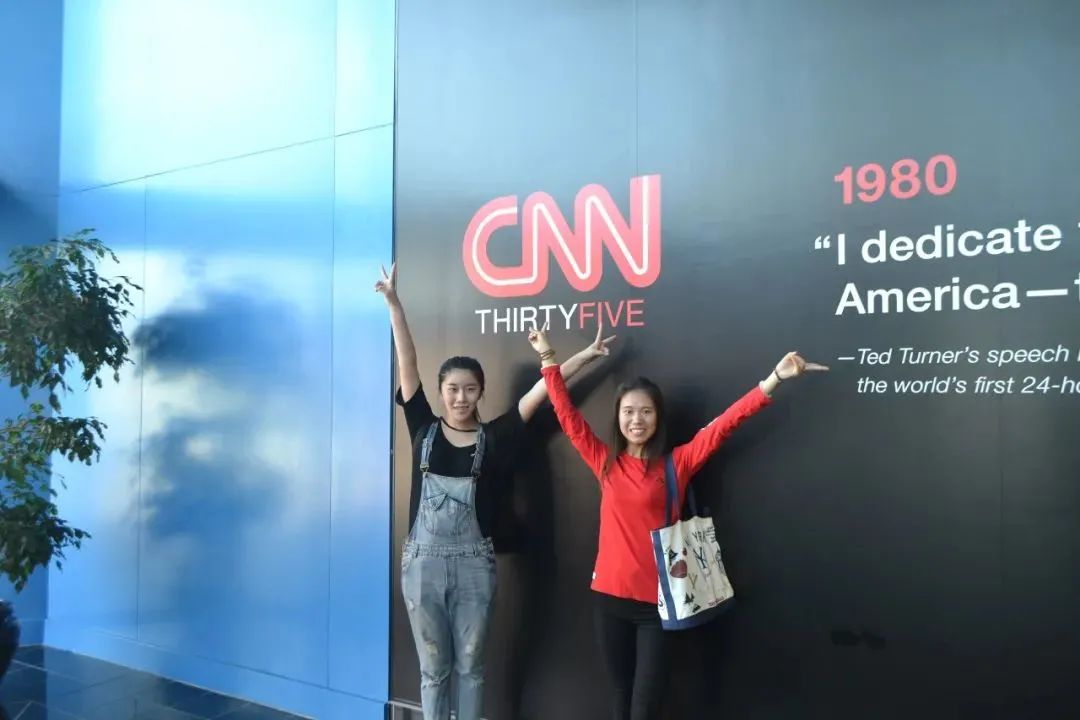 CNN
THIRTYFIVE
1980
“I dedicate
America—
—Ted Turner’s speech
the world’s first 24-ho